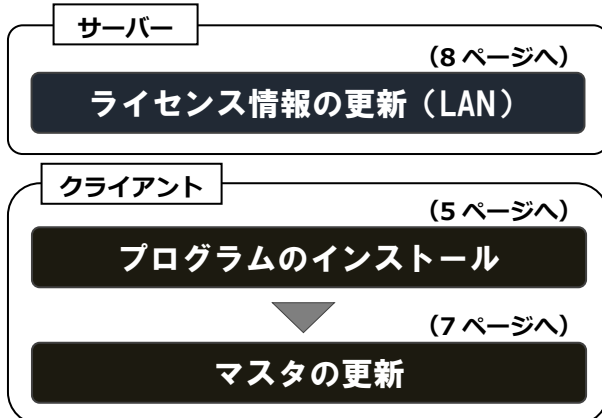 サーバー
（8 ページへ）
ライセンス情報の更新（LAN）
クライアント
（5 ページへ）
プログラムのインストール
（7 ページへ）
マスタの更新